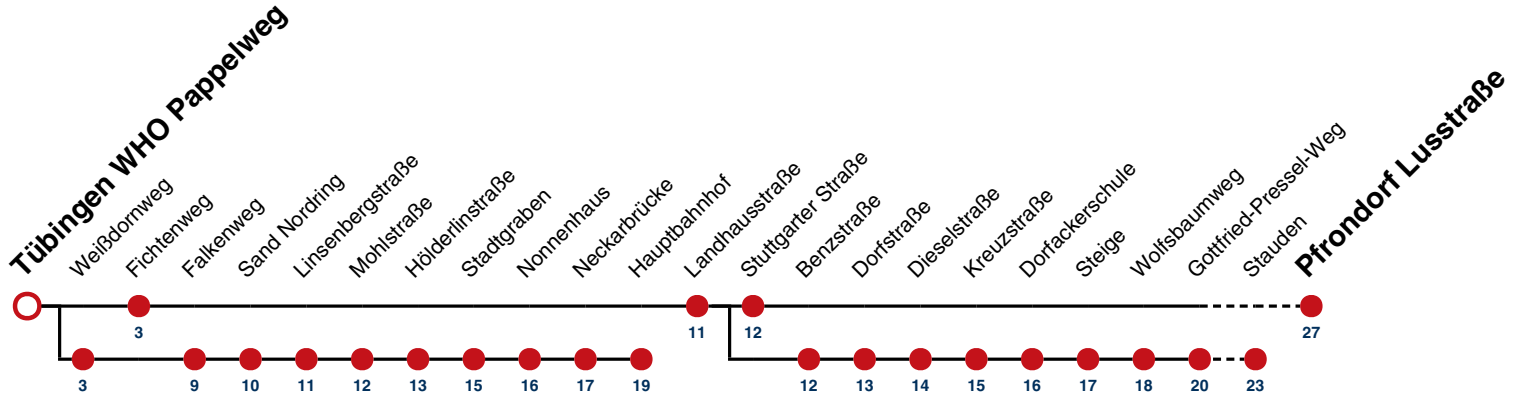 Tübingen WHO Pappelweg
Weißdornweg
Fichtenweg
Falkenweg
Sand Nordring
Linsenbergstraße
Mohlstraße
Hölderlinstraße
Stadtgraben
Nonnenhaus
Neckarbrücke
Hauptbahnhof
Landhausstraße
Stuttgarter Straße
Benzstraße
Dorfstraße
Dieselstraße
Kreuzstraße
Dorfackerschule
Steige
Wolfsbaumweg
Gottfried-Pressel-Weg
Stauden
Pfrondorf Lusstraße
3 11 12 27
3 9 10 11 12 13 15 16 17 19 12 13 14 15 16 17 18 20 23